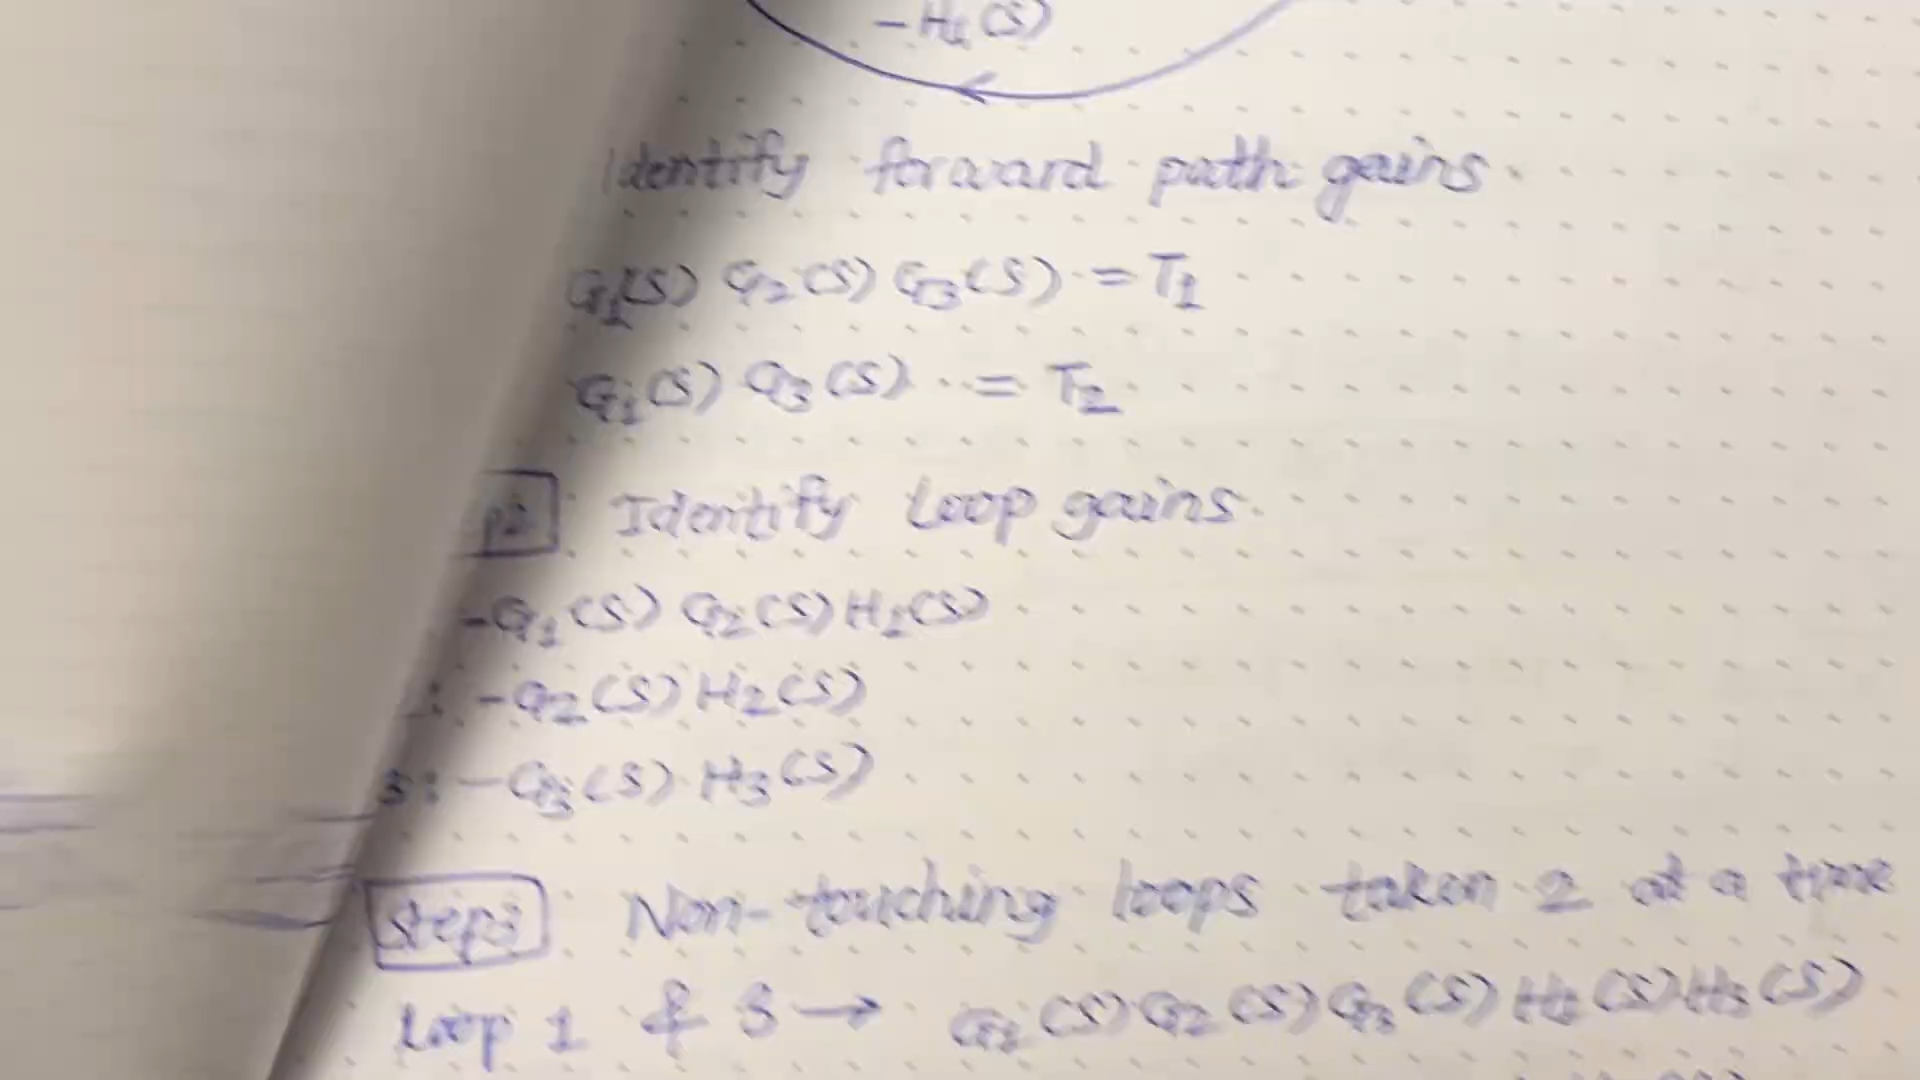 -H1(S)
Identify forward path gains
G1(S) G2(S) G3(S) = T1
G1(S) G3(S) = T2
p2 : Identify Loop gains
-G1(S) G2(S) H1(S)
: -G2(S) H2(S)
3: -G3(S) H3(S)
Step3 : Non-touching loops taken 2 at a time
Loop 1 & 3 → G1(S) G2(S) G3(S) H1(S) H3(S)